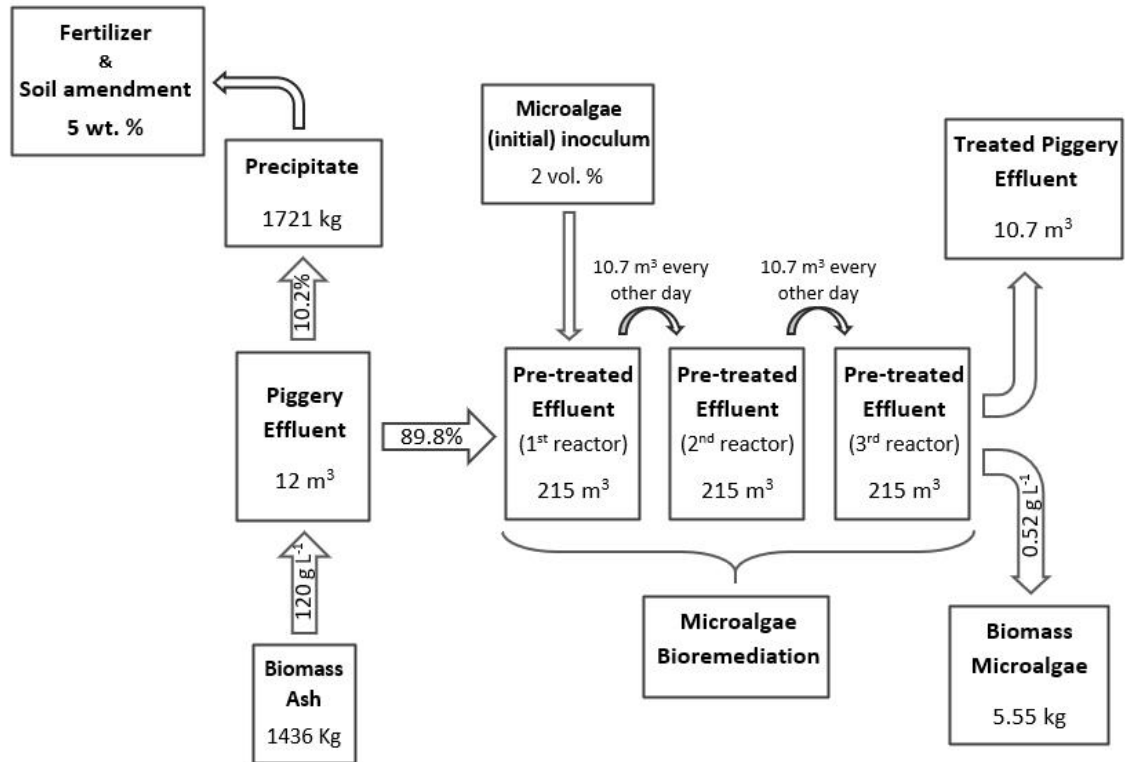 Fertilizer
&
Soil amendment
5 wt. %
Precipitate
1721 kg
10.2%
Piggery
Effluent
12 m³
120 g L⁻¹
Biomass
Ash
1436 Kg
89.8%
Microalgae
(initial) inoculum
2 vol. %
10.7 m³ every
other day
10.7 m³ every
other day
Pre-treated
Effluent
(1ˢᵗ reactor)
215 m³
Pre-treated
Effluent
(2ⁿᵈ reactor)
215 m³
Pre-treated
Effluent
(3ʳᵈ reactor)
215 m³
Microalgae
Bioremediation
Treated Piggery
Effluent
10.7 m³
0.52 g L⁻¹
Biomass
Microalgae
5.55 kg